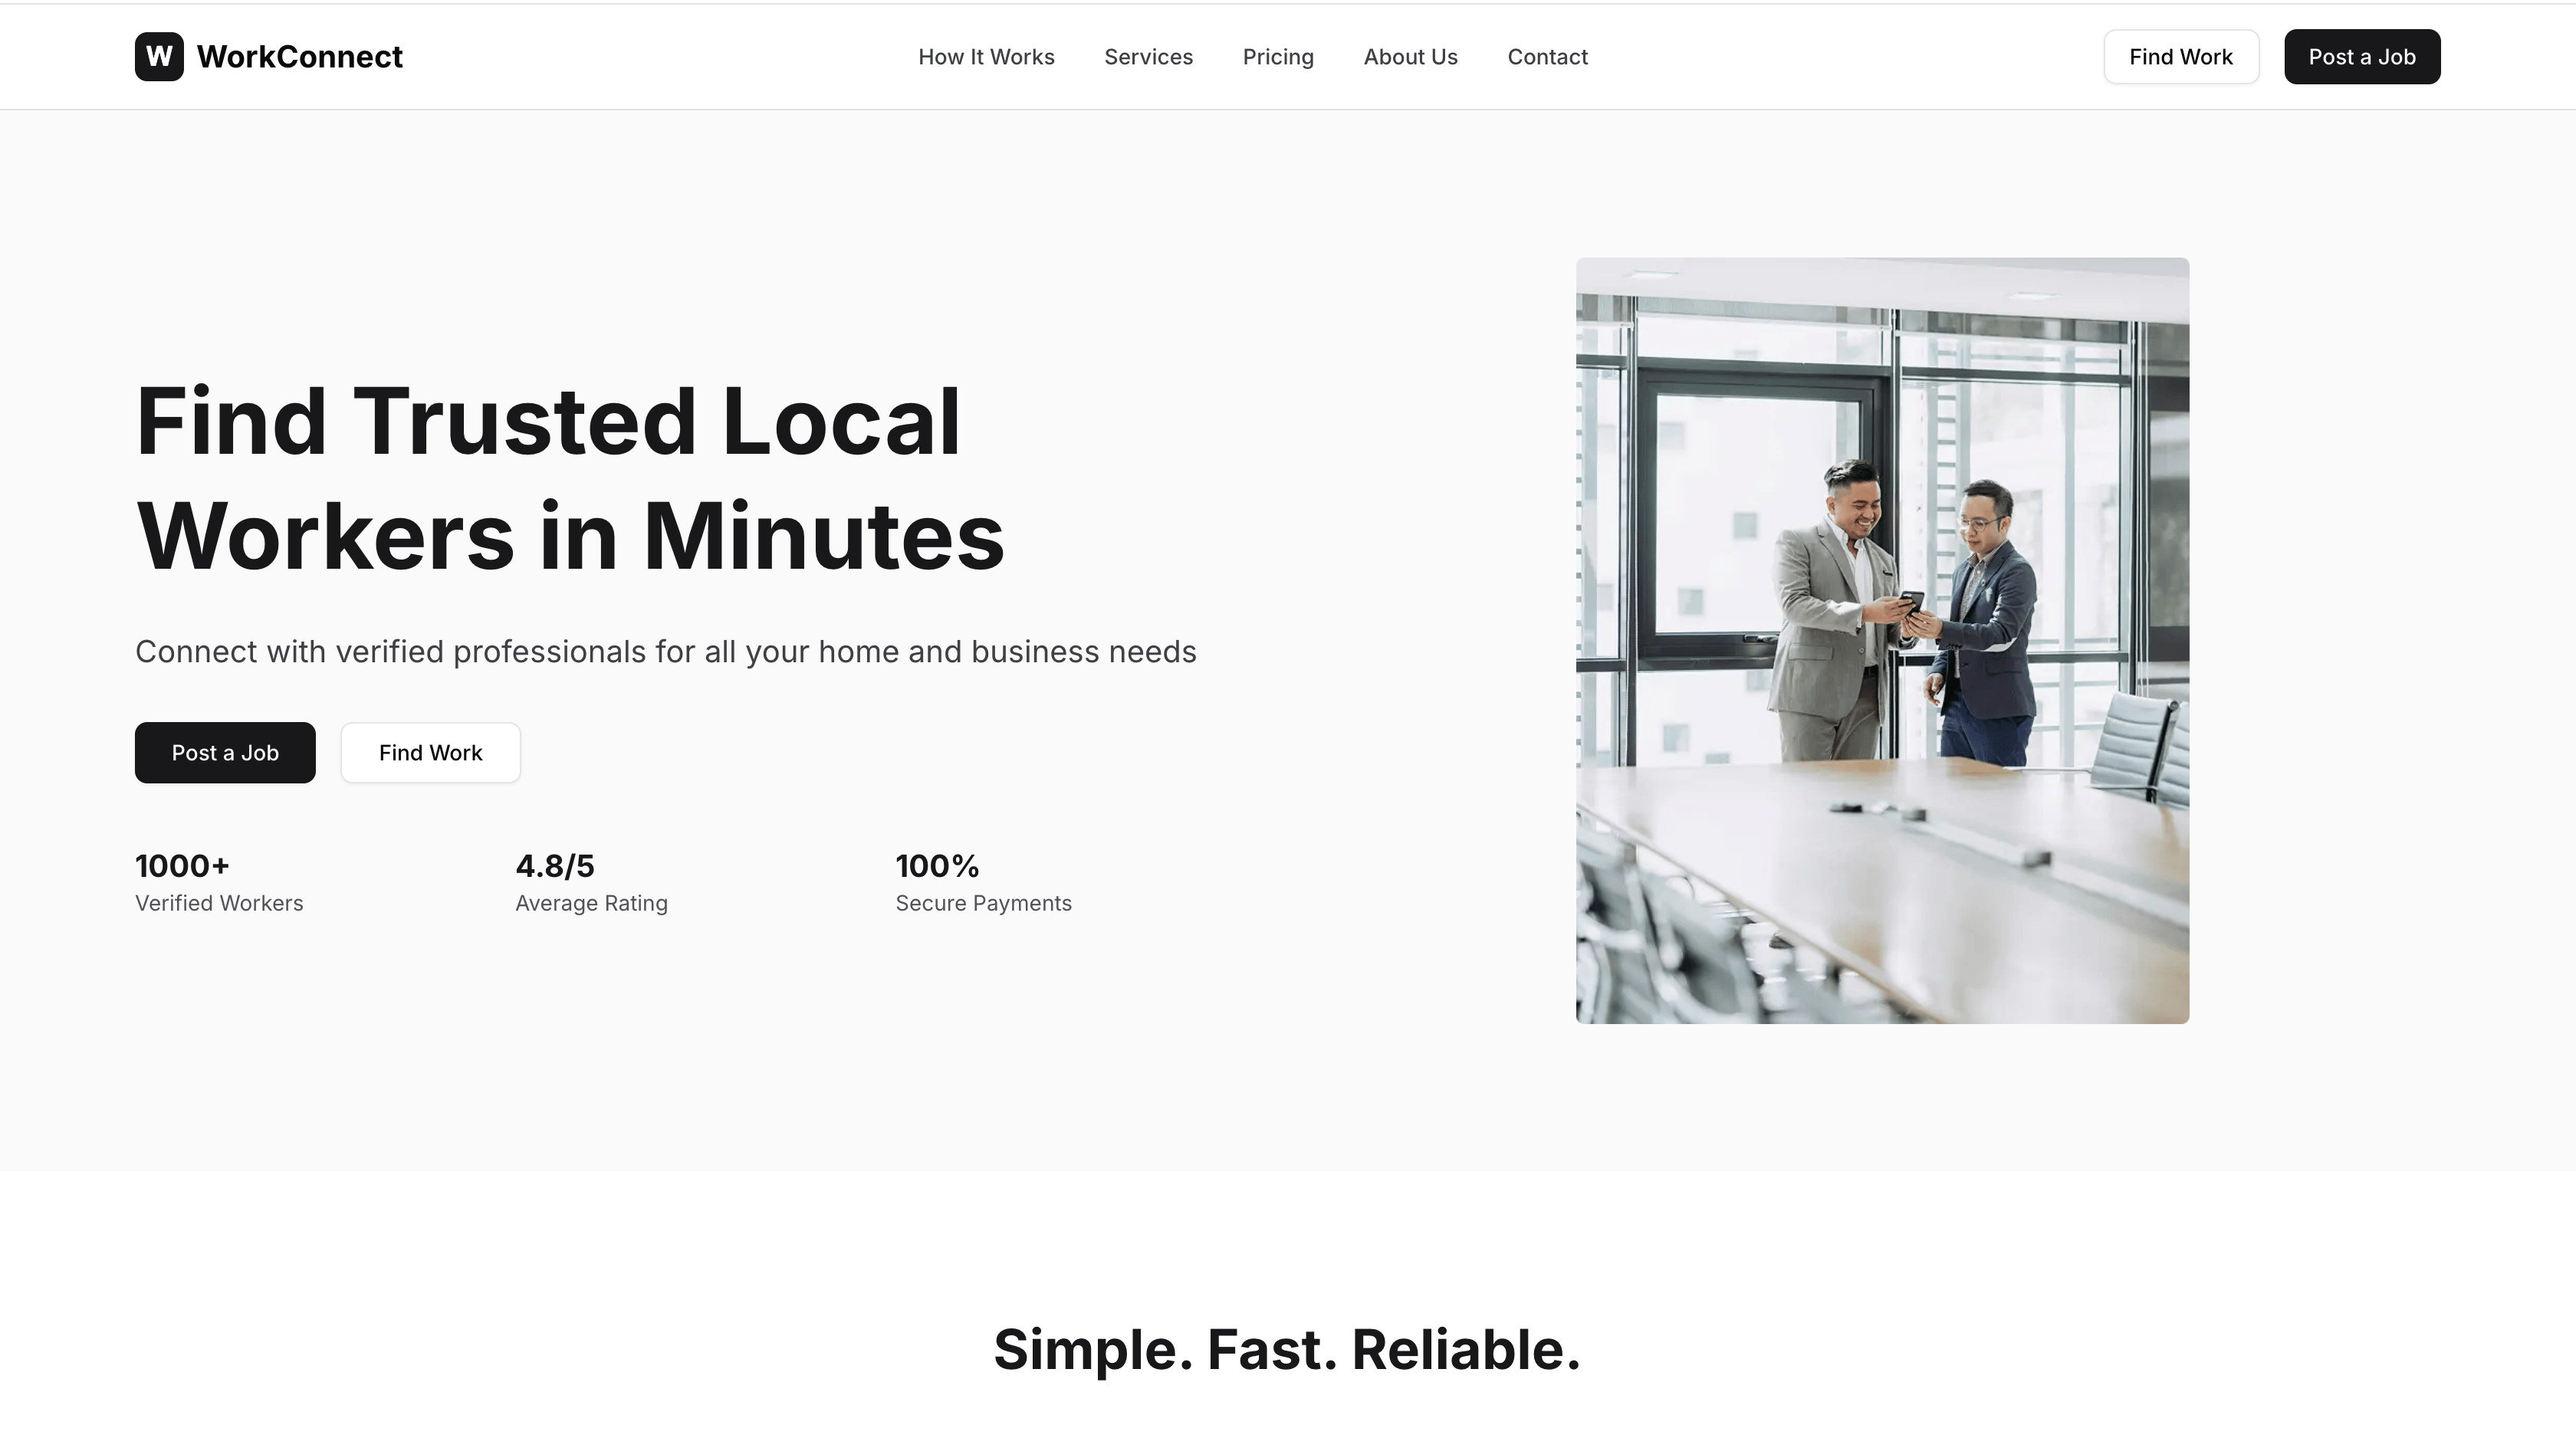 W WorkConnect
How It Works Services Pricing About Us Contact
Find Work Post a Job
Find Trusted Local
Workers in Minutes
Connect with verified professionals for all your home and business needs
Post a Job Find Work
1000+ 4.8/5 100%
Verified Workers Average Rating Secure Payments
Simple. Fast. Reliable.